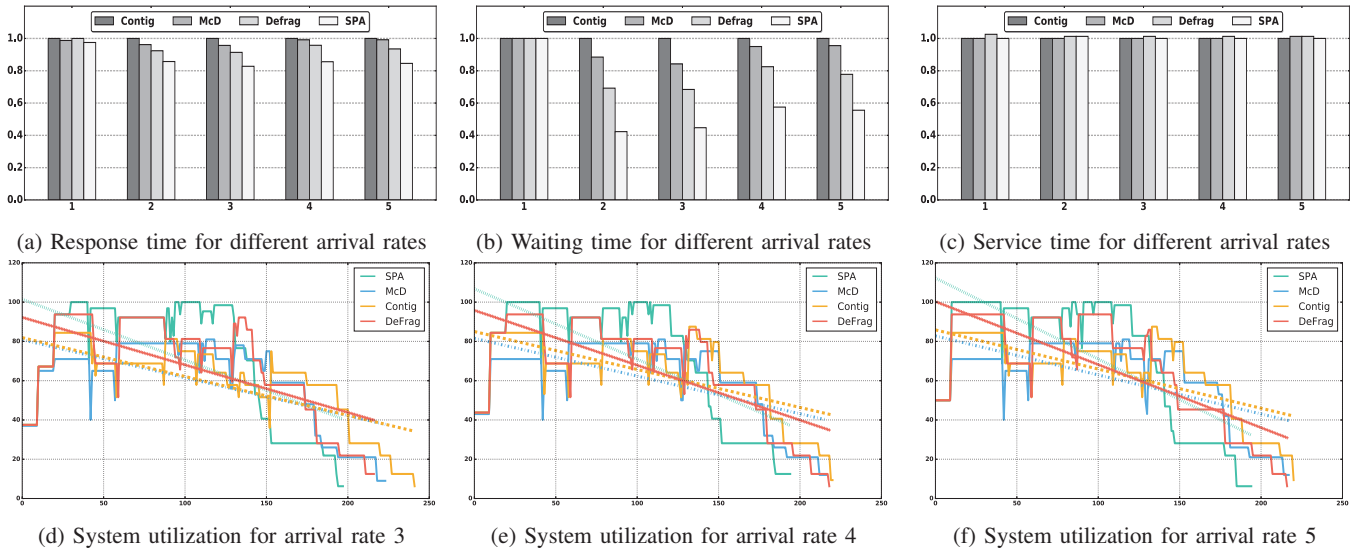 Contig McD Defrag SPA
1.0
0.8
0.6
0.4
0.2
0.0
1 2 3 4 5
(a) Response time for different arrival rates
Contig McD Defrag SPA
1.0
0.8
0.6
0.4
0.2
0.0
1 2 3 4 5
(b) Waiting time for different arrival rates
Contig McD Defrag SPA
1.0
0.8
0.6
0.4
0.2
0.0
1 2 3 4 5
(c) Service time for different arrival rates
120
100
80
60
40
20
0
SPA
McD
Contig
DeFrag
0 50 100 150 200 250
(d) System utilization for arrival rate 3
120
100
80
60
40
20
0
SPA
McD
Contig
DeFrag
0 50 100 150 200 250
(e) System utilization for arrival rate 4
120
100
80
60
40
20
0
SPA
McD
Contig
DeFrag
0 50 100 150 200 250
(f) System utilization for arrival rate 5